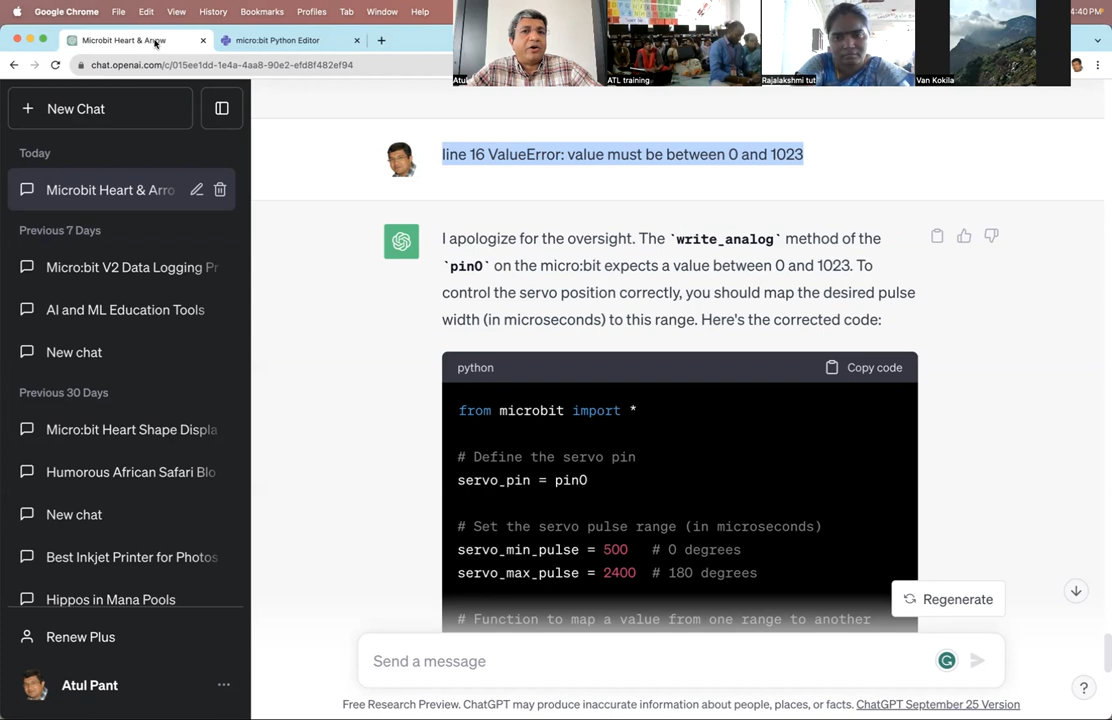 Google Chrome File Edit View History Bookmarks Profiles Tab Window Help
4:40 PM
Microbit Heart & Arrow
micro:bit Python Editor
chat.openai.com/c/015ee1dd-1e4a-4aa8-90e2-efd8f482ef94
Atul
ATL training
Rajalakshmi tut
Van Kokila
New Chat
Today
Microbit Heart & Arro
Previous 7 Days
Micro:bit V2 Data Logging Pr
AI and ML Education Tools
New chat
Previous 30 Days
Micro:bit Heart Shape Displa
Humorous African Safari Blo
New chat
Best Inkjet Printer for Photos
Hippos in Mana Pools
Renew Plus
Atul Pant
line 16 ValueError: value must be between 0 and 1023
I apologize for the oversight. The `write_analog` method of the
`pin0` on the micro:bit expects a value between 0 and 1023. To
control the servo position correctly, you should map the desired pulse
width (in microseconds) to this range. Here's the corrected code:
python
Copy code
from microbit import *
# Define the servo pin
servo_pin = pin0
# Set the servo pulse range (in microseconds)
servo_min_pulse = 500 # 0 degrees
servo_max_pulse = 2400 # 180 degrees
# Function to map a value from one range to another
Regenerate
Send a message
Free Research Preview. ChatGPT may produce inaccurate information about people, places, or facts. ChatGPT September 25 Version
?